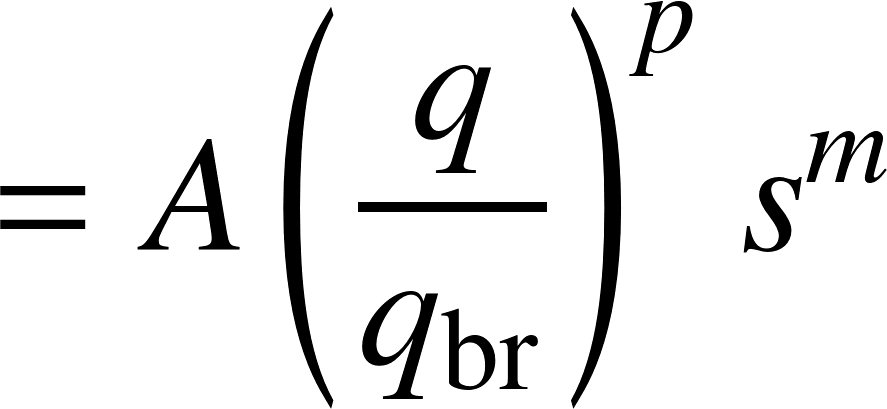 = A (q / q_br)^p s^m